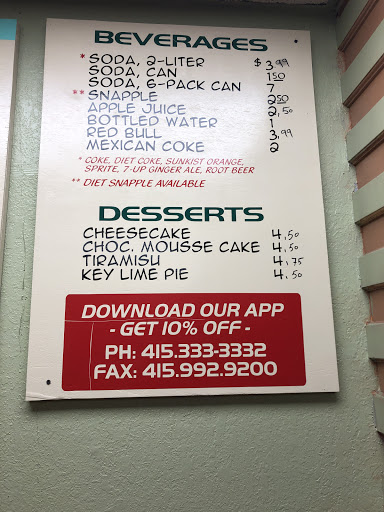 BEVERAGES
* SODA, 2-LITER $ 3.99
SODA, CAN 1.50
SODA, 6-PACK CAN 7
** SNAPPLE 2.50
APPLE JUICE 2.50
BOTTLED WATER 1
RED BULL 3.99
MEXICAN COKE 2
* COKE, DIET COKE, SUNKIST ORANGE,
SPRITE, 7-UP GINGER ALE, ROOT BEER
** DIET SNAPPLE AVAILABLE
DESSERTS
CHEESECAKE 4.50
CHOC. MOUSSE CAKE 4.50
TIRAMISU 4.75
KEY LIME PIE 4.50
DOWNLOAD OUR APP
- GET 10% OFF -
PH: 415.333-3332
FAX: 415.992.9200